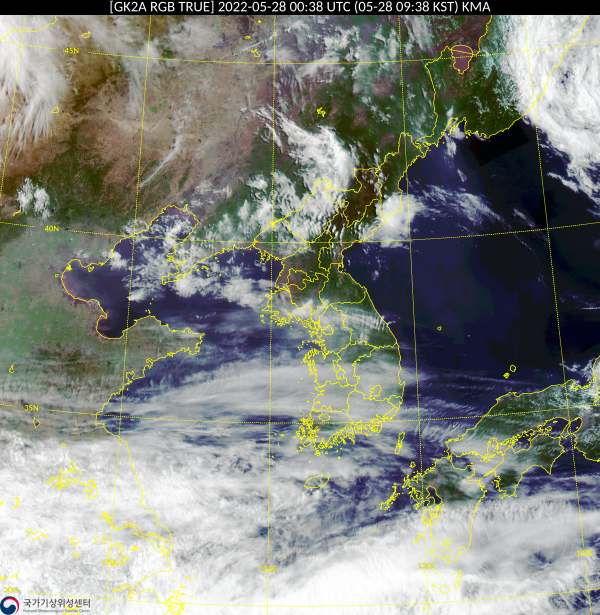 [GK2A RGB TRUE] 2022-05-28 00:38 UTC (05-28 09:38 KST) KMA
45N
40N
35N
국가기상위성센터
National Meteorological Satellite Center